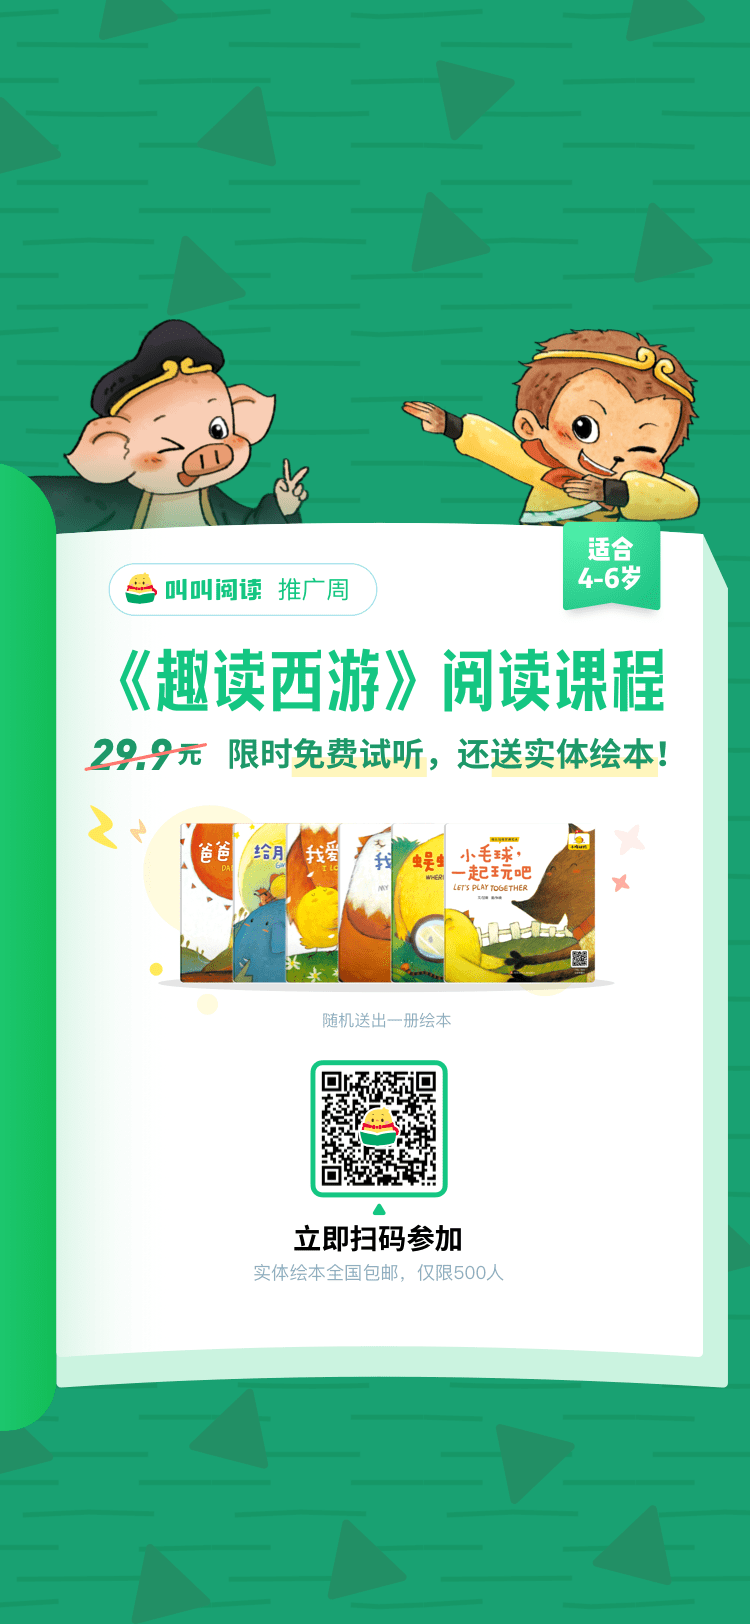 适合
4-6岁
叫叫阅读 推广周
《趣读西游》阅读课程
29.9元 限时免费试听，还送实体绘本！
爸爸
给月
我爱
我
小毛球，
一起玩吧
LET'S PLAY TOGETHER
随机送出一册绘本
立即扫码参加
实体绘本全国包邮，仅限500人